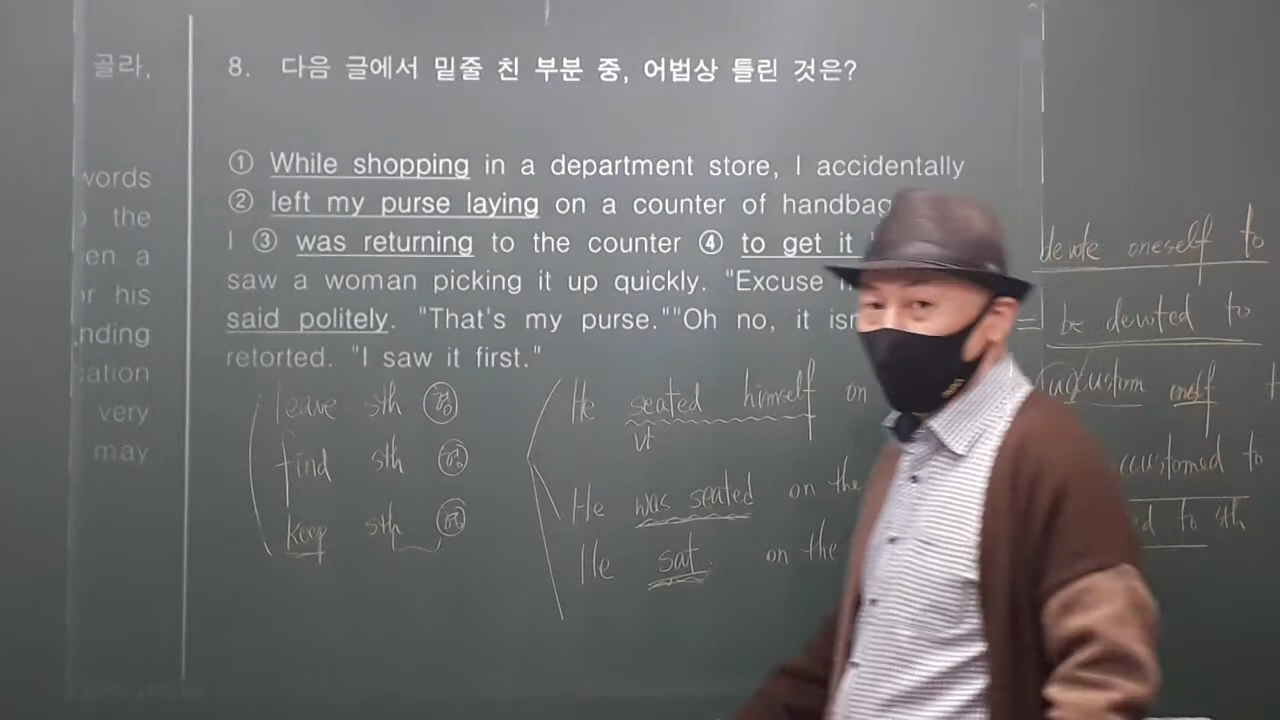 골라,
words
the
en a
or his
nding
cation
very
may
8. 다음 글에서 밑줄 친 부분 중, 어법상 틀린 것은?
① While shopping in a department store, I accidentally
② left my purse laying on a counter of handbag
I ③ was returning to the counter ④ to get it
saw a woman picking it up quickly. "Excuse
said politely. "That's my purse.""Oh no, it isn
retorted. "I saw it first."
leave sth 형
find sth 형
keep sth 형
He seated himself on
vt
He was seated on the
He sat on the
devote oneself to
= be devoted to
accustom oneself t
ccustomed to
d to sth